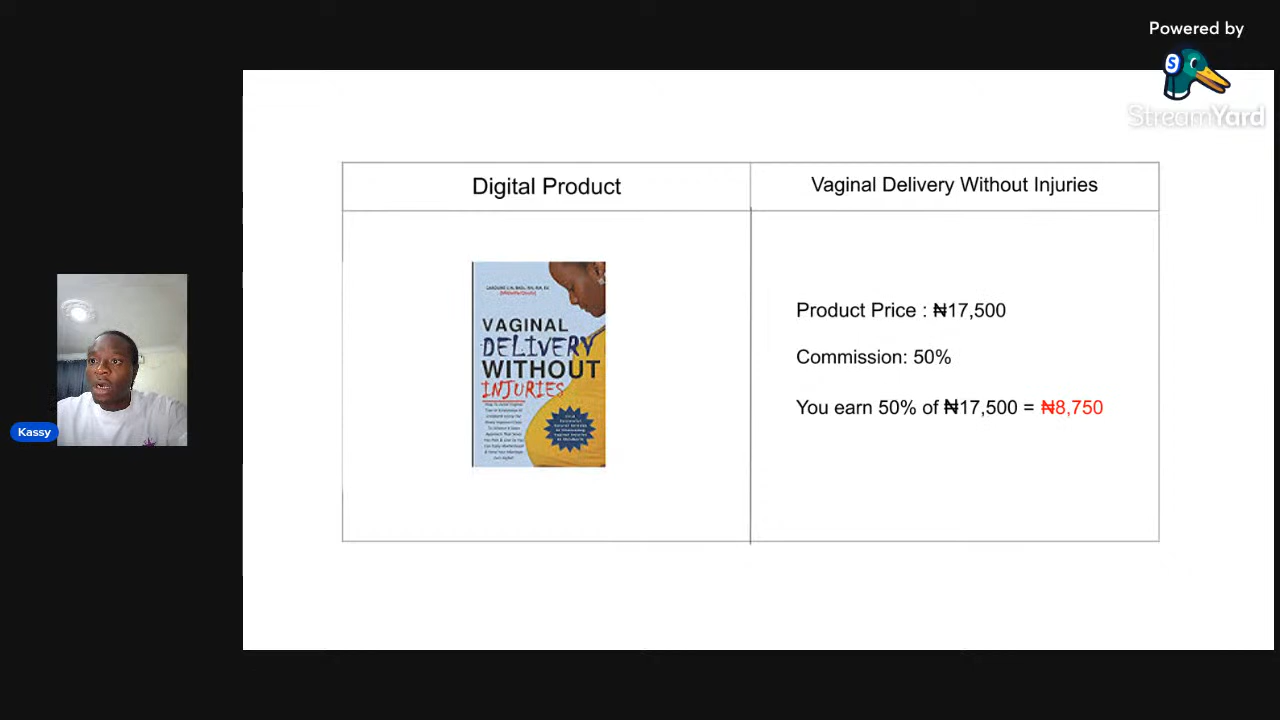 Powered by
StreamYard
Digital Product
Vaginal Delivery Without Injuries
VAGINAL
DELIVERY
WITHOUT
INJURIES
Product Price : ₦17,500
Commission: 50%
You earn 50% of ₦17,500 = ₦8,750
Kassy